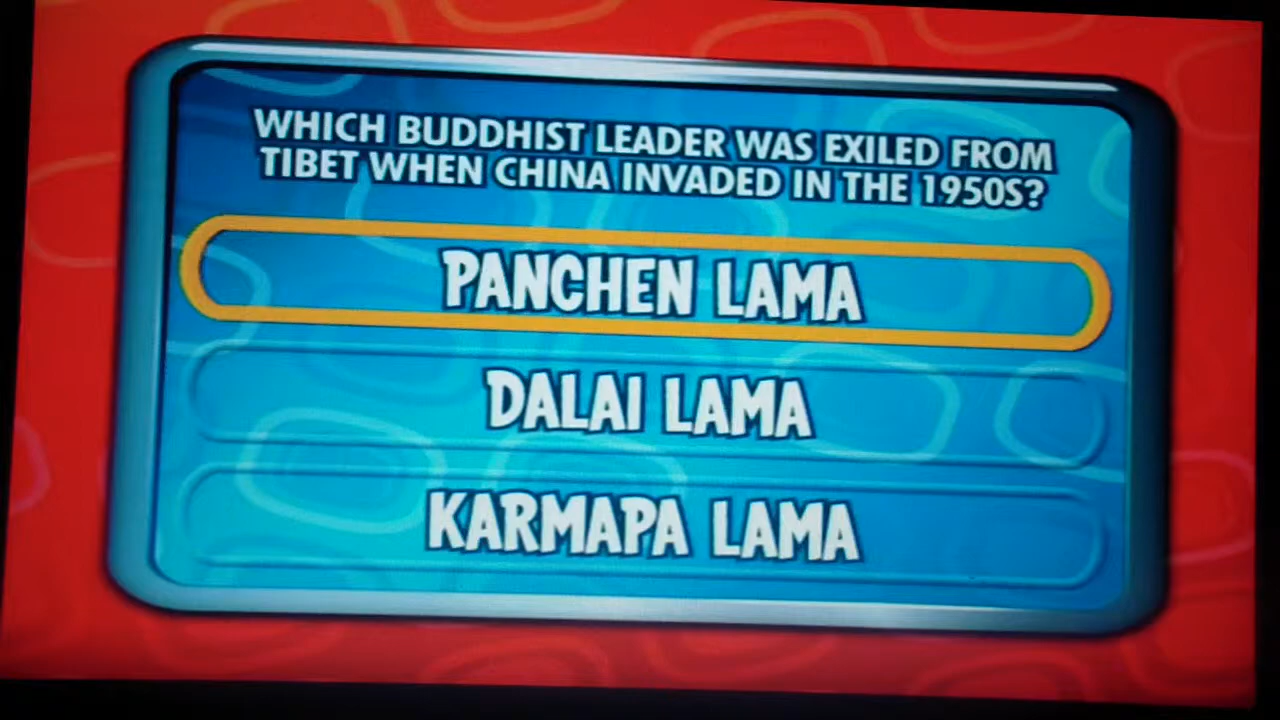 WHICH BUDDHIST LEADER WAS EXILED FROM
TIBET WHEN CHINA INVADED IN THE 1950S?
PANCHEN LAMA
DALAI LAMA
KARMAPA LAMA